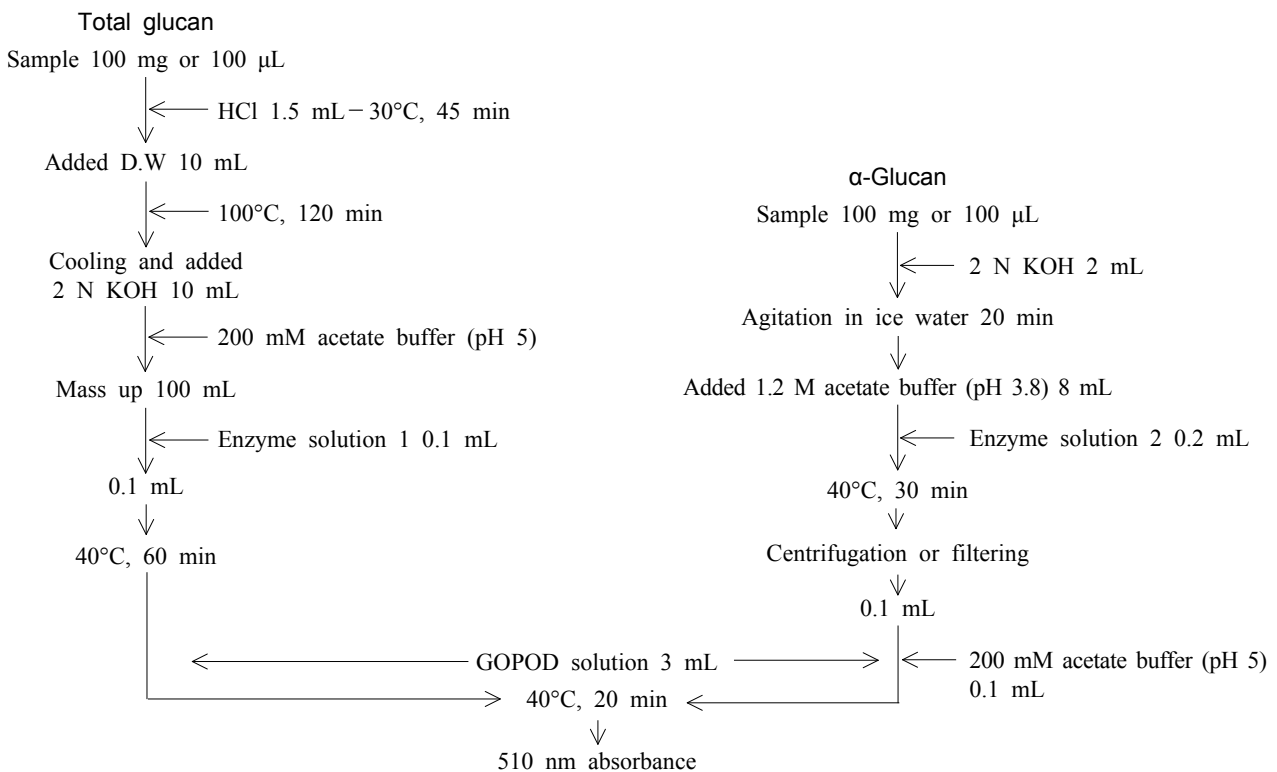 Total glucan
Sample 100 mg or 100 μL
HCl 1.5 mL－30°C, 45 min
Added D.W 10 mL
100°C, 120 min
Cooling and added
2 N KOH 10 mL
200 mM acetate buffer (pH 5)
Mass up 100 mL
Enzyme solution 1 0.1 mL
0.1 mL
40°C, 60 min
α-Glucan
Sample 100 mg or 100 μL
2 N KOH 2 mL
Agitation in ice water 20 min
Added 1.2 M acetate buffer (pH 3.8) 8 mL
Enzyme solution 2 0.2 mL
40°C, 30 min
Centrifugation or filtering
0.1 mL
200 mM acetate buffer (pH 5)
0.1 mL
GOPOD solution 3 mL
40°C, 20 min
510 nm absorbance